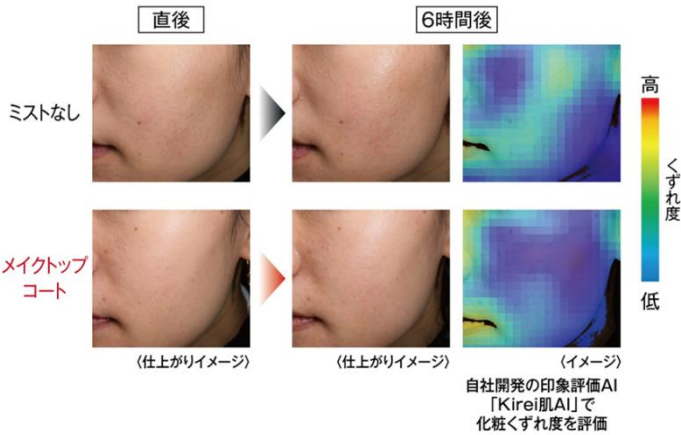 直後
6時間後
ミストなし
高
くずれ度
低
メイクトップ
コート
〈仕上がりイメージ〉
〈仕上がりイメージ〉
〈イメージ〉
自社開発の印象評価AI
「Kirei肌AI」で
化粧くずれ度を評価